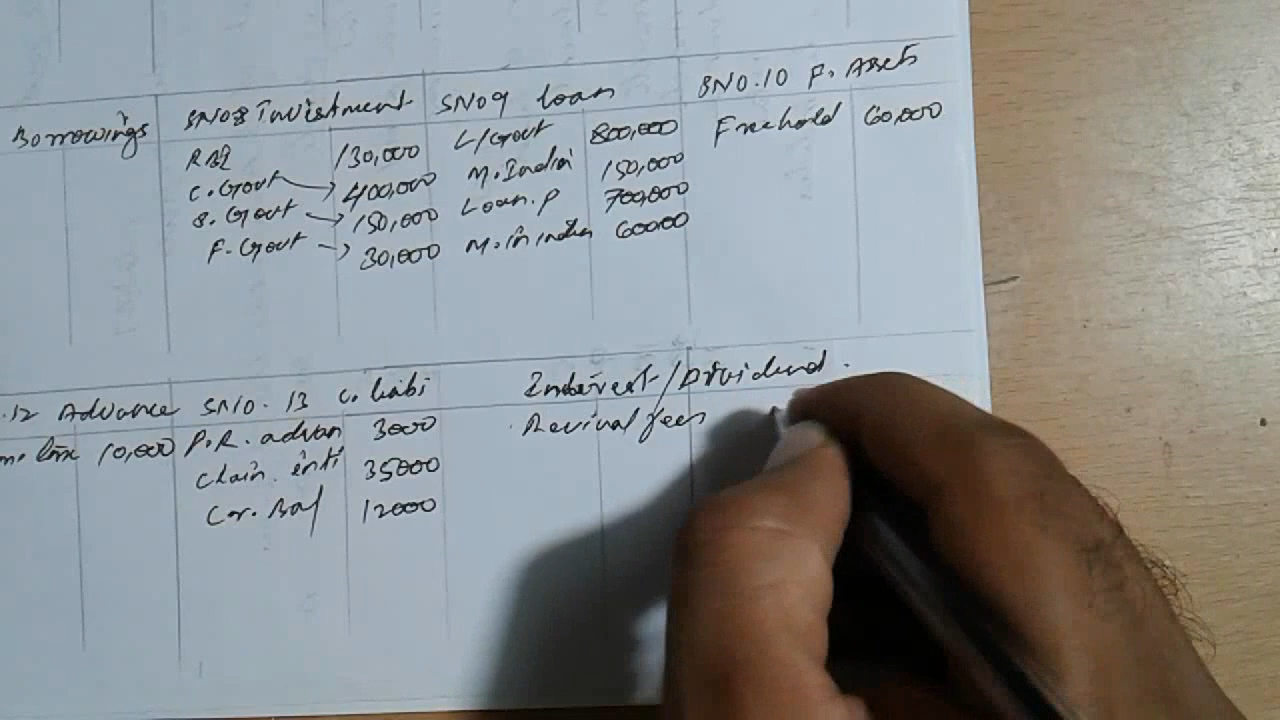 Borrowings
SNO8 Invistment
RBI 130,000
C. Govt → 400,000
S. Govt → 150,000
F. Govt → 30,000
SNO9 loan
L/Govt 800,000
M. India 150,000
Loan. P 700,000
M. in india 60000
SNO.10 F. Assets
Freehold 60,000
.12 Advance
10,000
SNO. 13 C. liabi
P.R. advan 3000
Claim. inti 35000
Cr. Bal 12000
Interest/Dividend.
Revival fees